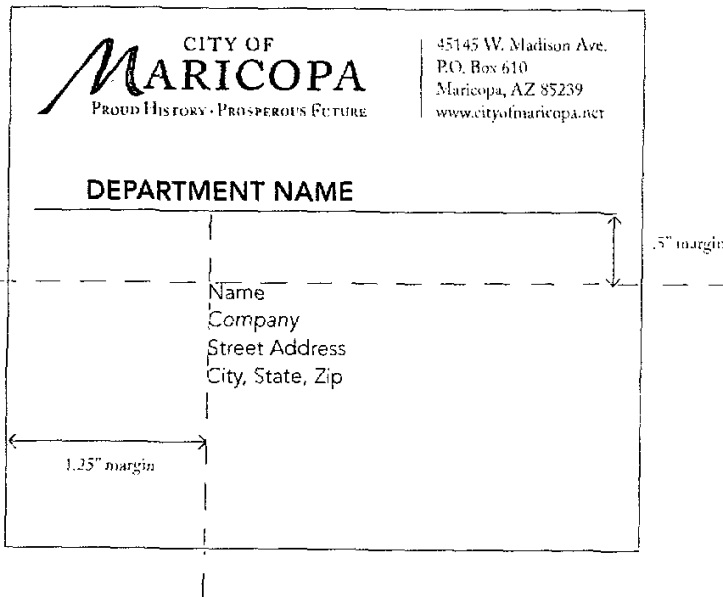 CITY OF
MARICOPA
PROUD HISTORY · PROSPEROUS FUTURE
45145 W. Madison Ave.
P.O. Box 610
Maricopa, AZ 85239
www.cityofmaricopa.net
DEPARTMENT NAME
.5" margin
Name
Company
Street Address
City, State, Zip
1.25" margin